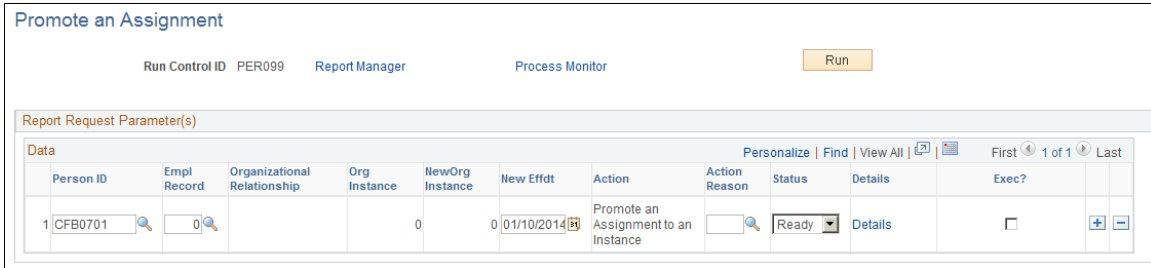 Promote an Assignment
Run Control ID PER099 Report Manager Process Monitor Run
Report Request Parameter(s)
Data Personalize | Find | View All | | First 1 of 1 Last
Person ID Empl Record Organizational Relationship Org Instance NewOrg Instance New Effdt Action Action Reason Status Details Exec?
1 CFB0701 0 0 0 01/10/2014 31 Promote an Assignment to an Instance Ready Details